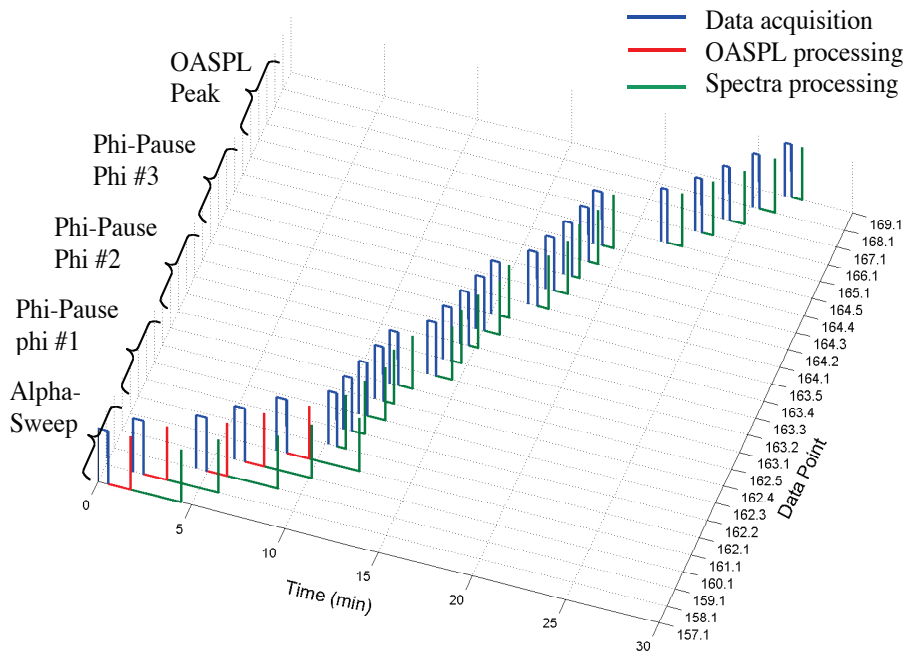 Data acquisition
OASPL processing
Spectra processing
OASPL
Peak
Phi-Pause
Phi #3
Phi-Pause
Phi #2
Phi-Pause
phi #1
Alpha-
Sweep
0
5
10
15
20
25
30
Time (min)
169.1
168.1
167.1
166.1
165.1
164.5
164.4
164.3
164.2
164.1
163.5
163.4
163.3
163.2
163.1
162.5
162.4
162.3
162.2
162.1
161.1
160.1
159.1
158.1
157.1
Data Point